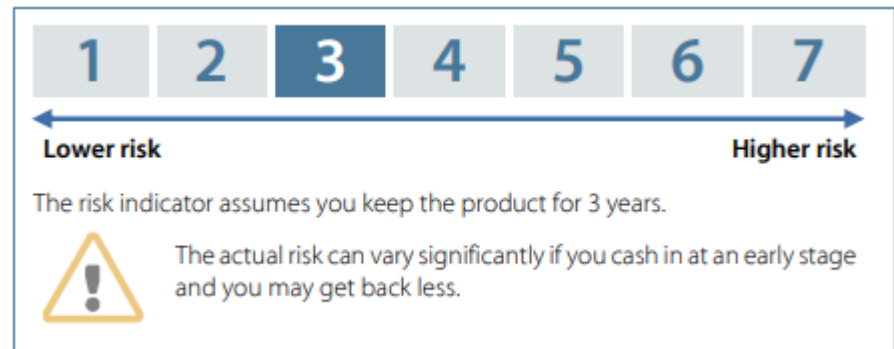 1 2 3 4 5 6 7
Lower risk Higher risk
The risk indicator assumes you keep the product for 3 years.
The actual risk can vary significantly if you cash in at an early stage
and you may get back less.